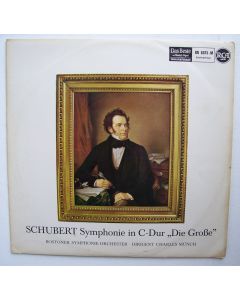 RCA
SCHUBERT Symphonie in C-Dur „Die Große”
BOSTONER SYMPHONIE-ORCHESTER · DIRIGENT CHARLES MÜNCH